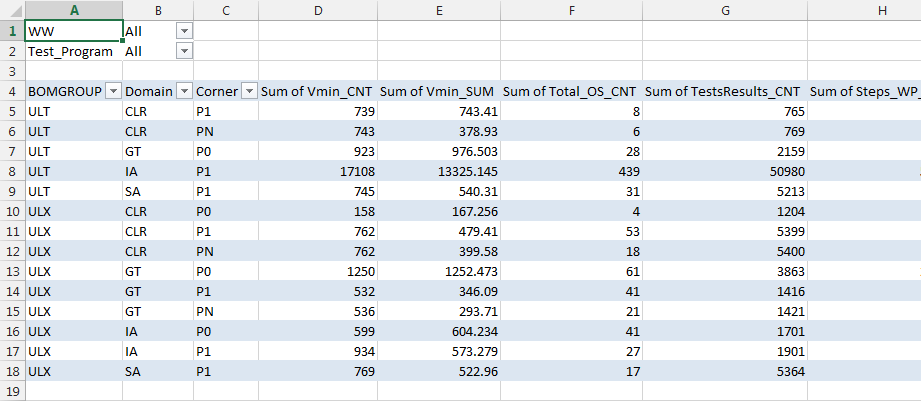 A B C D E F G H
1 WW All
2 Test_Program All
3
4 BOMGROUP Domain Corner Sum of Vmin_CNT Sum of Vmin_SUM Sum of Total_OS_CNT Sum of TestsResults_CNT Sum of Steps_WP_
5 ULT CLR P1 739 743.41 8 765
6 ULT CLR PN 743 378.93 6 769
7 ULT GT P0 923 976.503 28 2159
8 ULT IA P1 17108 13325.145 439 50980
9 ULT SA P1 745 540.31 31 5213
10 ULX CLR P0 158 167.256 4 1204
11 ULX CLR P1 762 479.41 53 5399
12 ULX CLR PN 762 399.58 18 5400
13 ULX GT P0 1250 1252.473 61 3863
14 ULX GT P1 532 346.09 41 1416
15 ULX GT PN 536 293.71 21 1421
16 ULX IA P0 599 604.234 41 1701
17 ULX IA P1 934 573.279 27 1901
18 ULX SA P1 769 522.96 17 5364
19